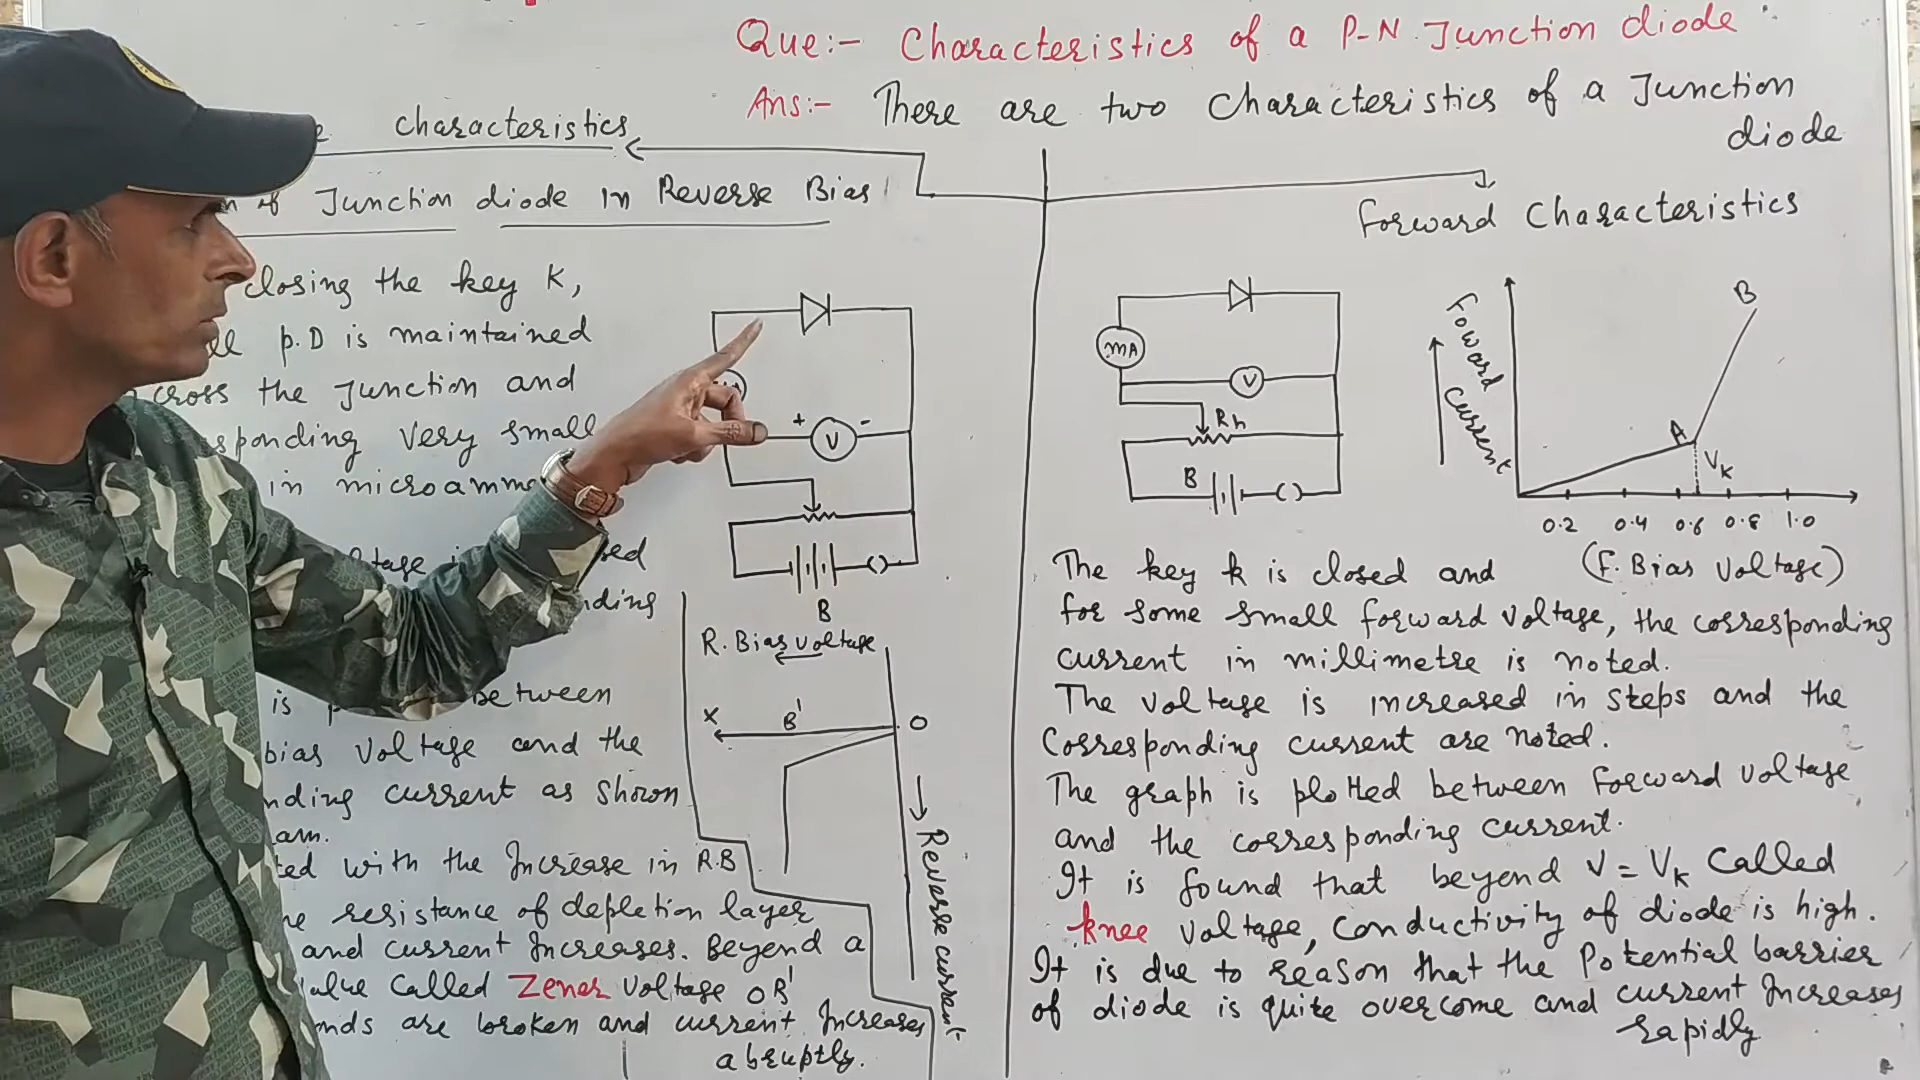 Que:- Characteristics of a P-N Junction diode
Ans:- There are two characteristics of a Junction
diode
characteristics
of Junction diode in Reverse Bias
closing the key K,
p.D is maintained
the Junction and
very small
in microamm
+ V -
B
R. Bias voltage
X B' O
→ Reverse current
between
bias voltage and the
current as shown
with the Increase in R.B
resistance of depletion layer
and current Increases. Beyond a
called Zener voltage OB'
are broken and current Increases
abruptly.
Forward Characteristics
mA
V
Rh
B
Foward current
B
A
VK
0.2 0.4 0.6 0.8 1.0
(F. Bias voltage)
The key k is closed and
for some small forward voltage, the corresponding
current in millimetre is noted.
The voltage is increased in steps and the
Corresponding current are noted.
The graph is plotted between forward voltage
and the corresponding current.
It is found that beyend V = VK Called
knee voltage, conductivity of diode is high.
It is due to reason that the Potential barrier
of diode is quite overcome and current Increases
rapidly